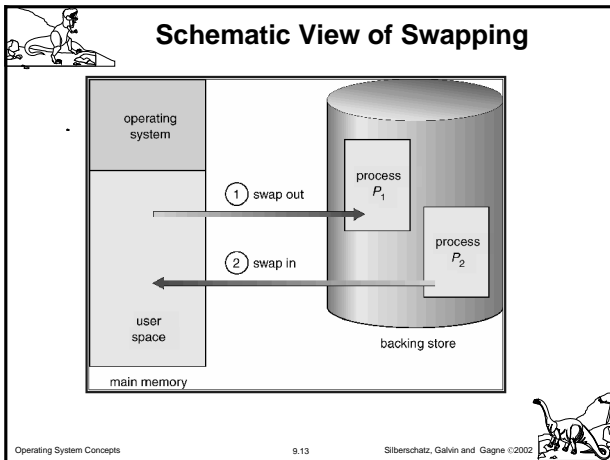 Schematic View of Swapping
operating
system
process
P1
1 swap out
process
P2
2 swap in
user
space
backing store
main memory
Operating System Concepts
9.13
Silberschatz, Galvin and Gagne ©2002